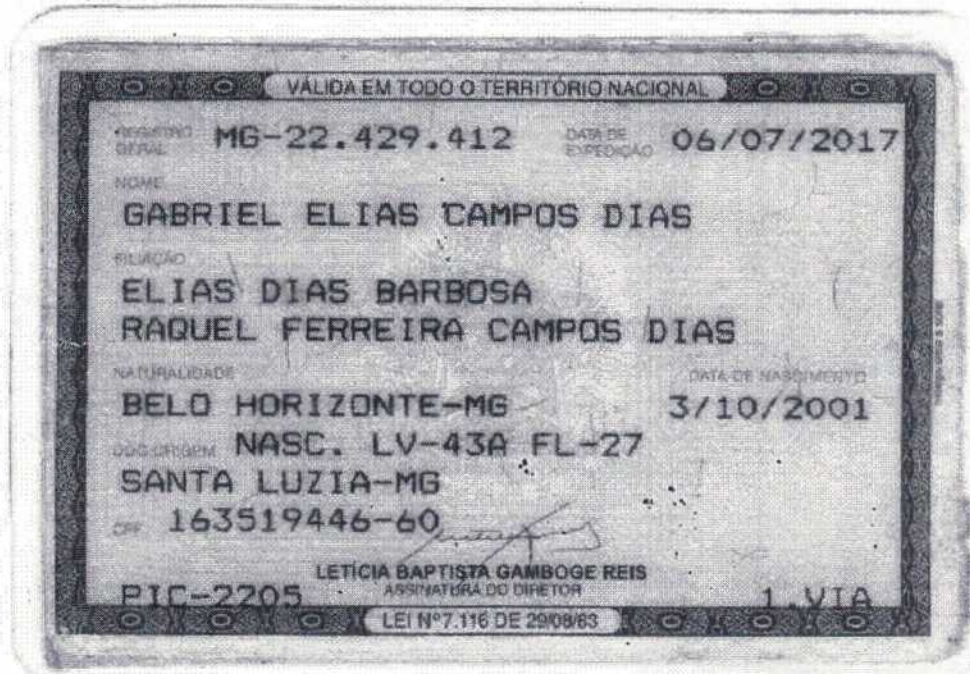 VÁLIDA EM TODO O TERRITÓRIO NACIONAL
REGISTRO GERAL MG-22.429.412 DATA DE EXPEDIÇÃO 06/07/2017
NOME
GABRIEL ELIAS CAMPOS DIAS
FILIAÇÃO
ELIAS DIAS BARBOSA
RAQUEL FERREIRA CAMPOS DIAS
NATURALIDADE DATA DE NASCIMENTO
BELO HORIZONTE-MG 3/10/2001
DOC ORIGEM NASC. LV-43A FL-27
SANTA LUZIA-MG
CPF 163519446-60
LETÍCIA BAPTISTA GAMBOGE REIS
ASSINATURA DO DIRETOR
PIC-2205 1.VIA
LEI Nº 7.116 DE 29/08/83